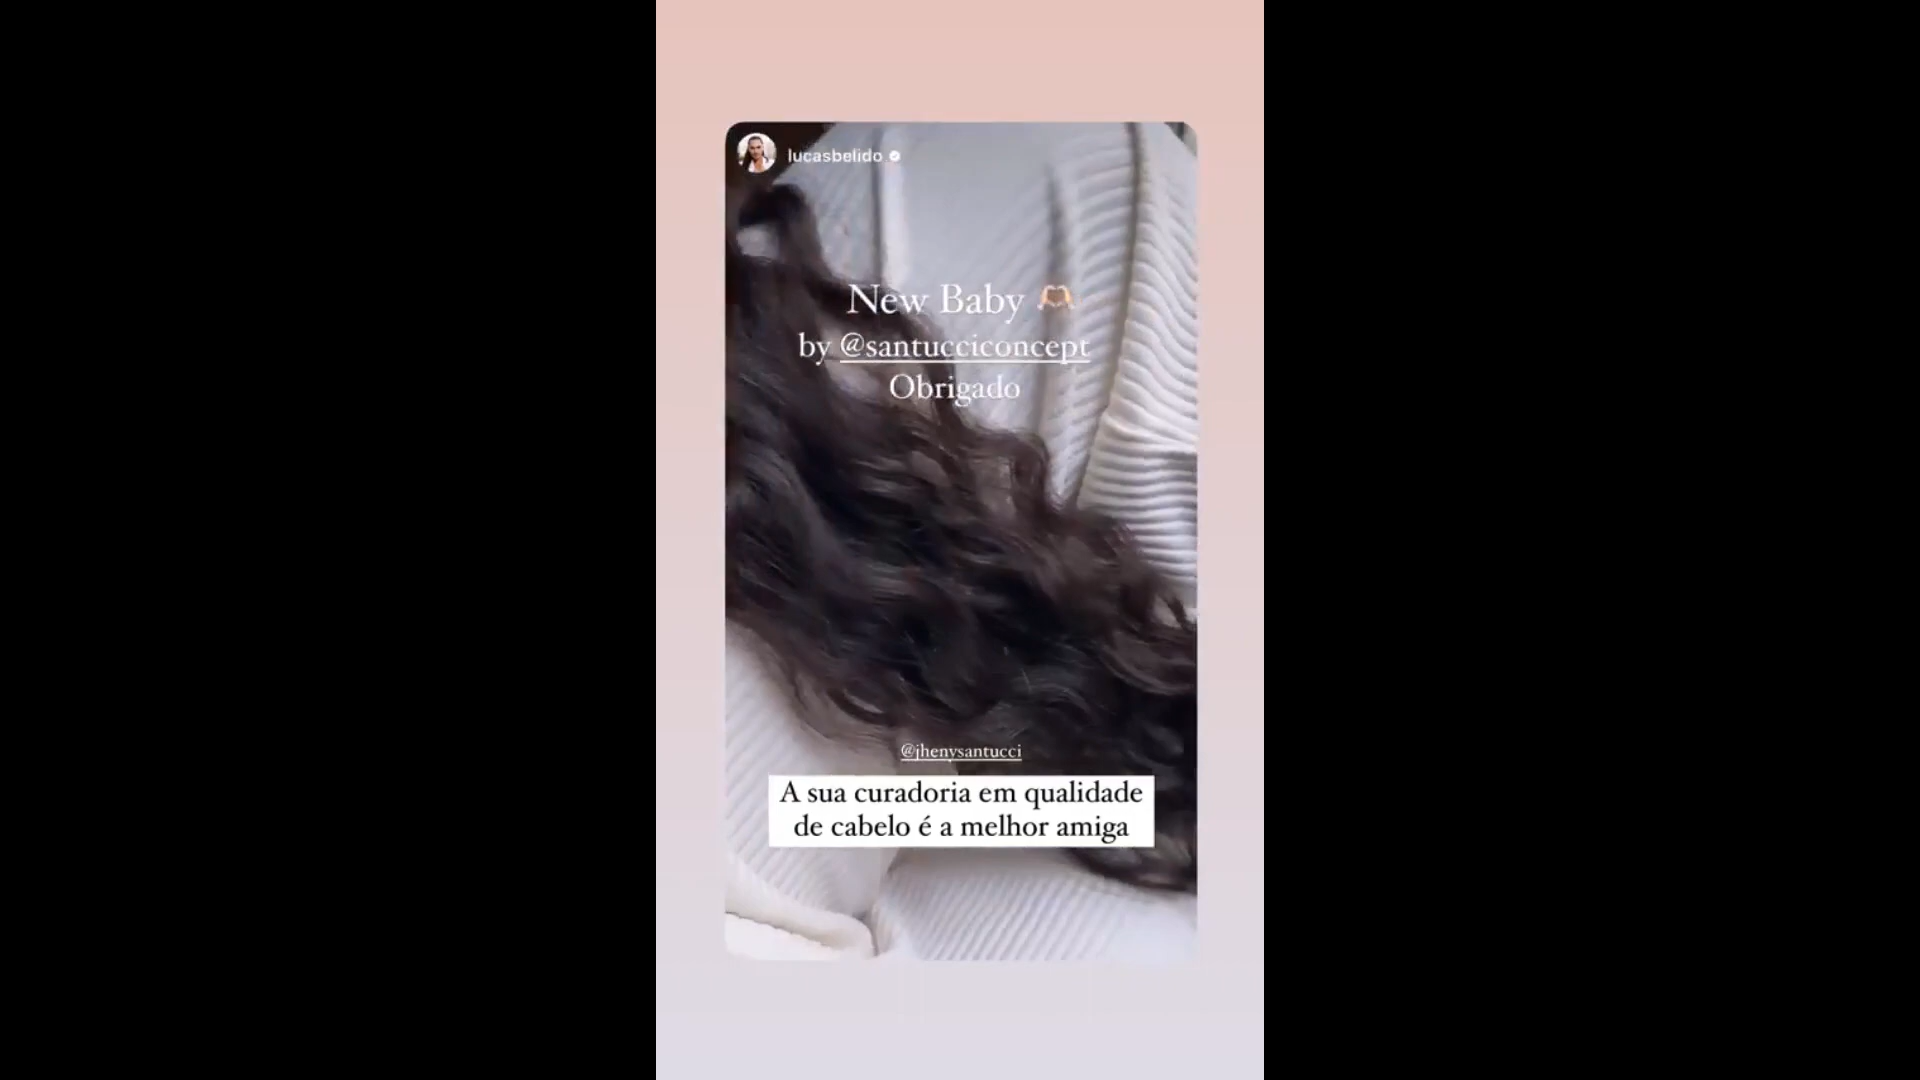 lucasbelido
New Baby 🫶🏼
by @santucciconcept
Obrigado
@jhenysantucci
A sua curadoria em qualidade
de cabelo é a melhor amiga